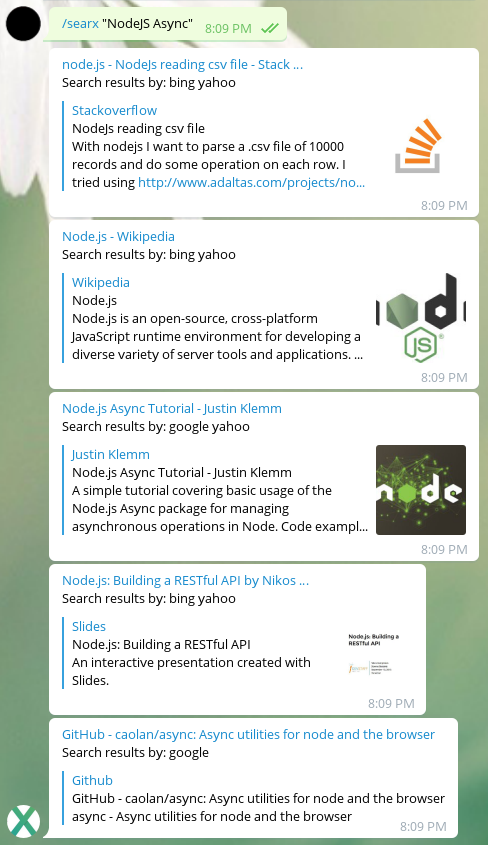 /searx "NodeJS Async"
8:09 PM
node.js - NodeJs reading csv file - Stack ...
Search results by: bing yahoo
Stackoverflow
NodeJs reading csv file
With nodejs I want to parse a .csv file of 10000
records and do some operation on each row. I
tried using http://www.adaltas.com/projects/no...
8:09 PM
Node.js - Wikipedia
Search results by: bing yahoo
Wikipedia
Node.js
Node.js is an open-source, cross-platform
JavaScript runtime environment for developing a
diverse variety of server tools and applications. ...
JS
8:09 PM
Node.js Async Tutorial - Justin Klemm
Search results by: google yahoo
Justin Klemm
Node.js Async Tutorial - Justin Klemm
A simple tutorial covering basic usage of the
Node.js Async package for managing
asynchronous operations in Node. Code exampl...
node
8:09 PM
Node.js: Building a RESTful API by Nikos ...
Search results by: bing yahoo
Slides
Node.js: Building a RESTful API
An interactive presentation created with
Slides.
Node.js: Building a
RESTful API
8:09 PM
GitHub - caolan/async: Async utilities for node and the browser
Search results by: google
Github
GitHub - caolan/async: Async utilities for node and the browser
async - Async utilities for node and the browser
8:09 PM